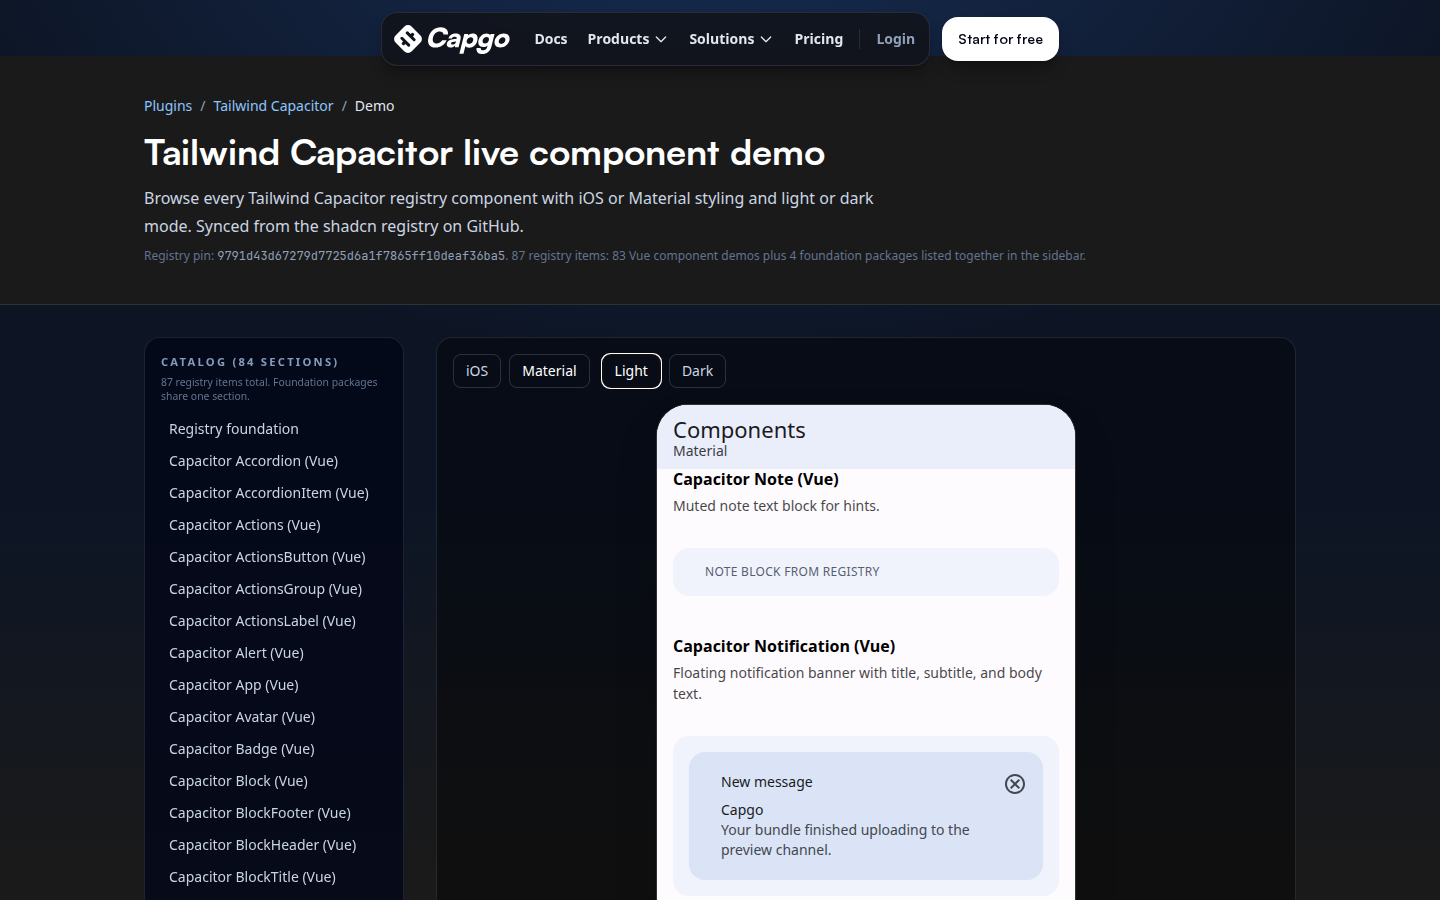 Capgo Docs Products Solutions Pricing Login Start for free
Plugins / Tailwind Capacitor / Demo
Tailwind Capacitor live component demo
Browse every Tailwind Capacitor registry component with iOS or Material styling and light or dark
mode. Synced from the shadcn registry on GitHub.
Registry pin: 9791d43d67279d7725d6a1f7865ff10deaf36ba5. 87 registry items: 83 Vue component demos plus 4 foundation packages listed together in the sidebar.
CATALOG (84 SECTIONS)
87 registry items total. Foundation packages
share one section.
Registry foundation
Capacitor Accordion (Vue)
Capacitor AccordionItem (Vue)
Capacitor Actions (Vue)
Capacitor ActionsButton (Vue)
Capacitor ActionsGroup (Vue)
Capacitor ActionsLabel (Vue)
Capacitor Alert (Vue)
Capacitor App (Vue)
Capacitor Avatar (Vue)
Capacitor Badge (Vue)
Capacitor Block (Vue)
Capacitor BlockFooter (Vue)
Capacitor BlockHeader (Vue)
Capacitor BlockTitle (Vue)
iOS Material Light Dark
Components
Material
Capacitor Note (Vue)
Muted note text block for hints.
NOTE BLOCK FROM REGISTRY
Capacitor Notification (Vue)
Floating notification banner with title, subtitle, and body
text.
New message
Capgo
Your bundle finished uploading to the
preview channel.